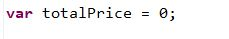 var totalPrice = 0;